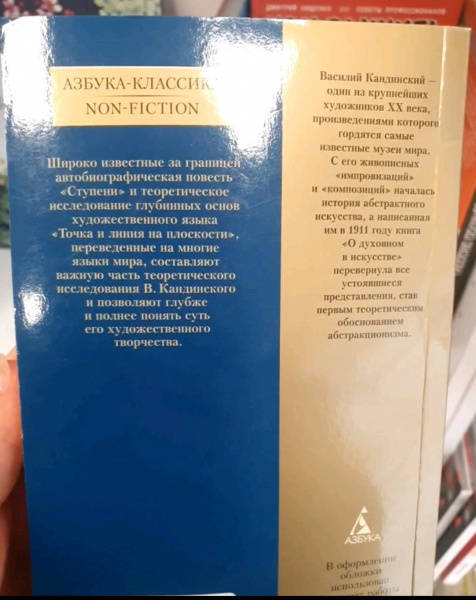 СОВЕТЫ ПРОФЕССИОНАЛОВ
АЗБУКА-КЛАССИКА
NON-FICTION
Широко известные за границей
автобиографическая повесть
«Ступени» и теоретическое
исследование глубинных основ
художественного языка
«Точка и линия на плоскости»,
переведенные на многие
языки мира, составляют
важную часть теоретического
исследования В. Кандинского
и позволяют глубже
и полнее понять суть
его художественного
творчества.
Василий Кандинский —
один из крупнейших
художников XX века,
произведениями которого
гордятся самые
известные музеи мира.
С его живописных
«импровизаций»
и «композиций» началась
история абстрактного
искусства, а написанная
им в 1911 году книга
«О духовном
в искусстве»
перевернула все
устоявшиеся
представления, став
первым теоретическим
обоснованием
абстракционизма.
АЗБУКА
В оформлении
обложки
использован